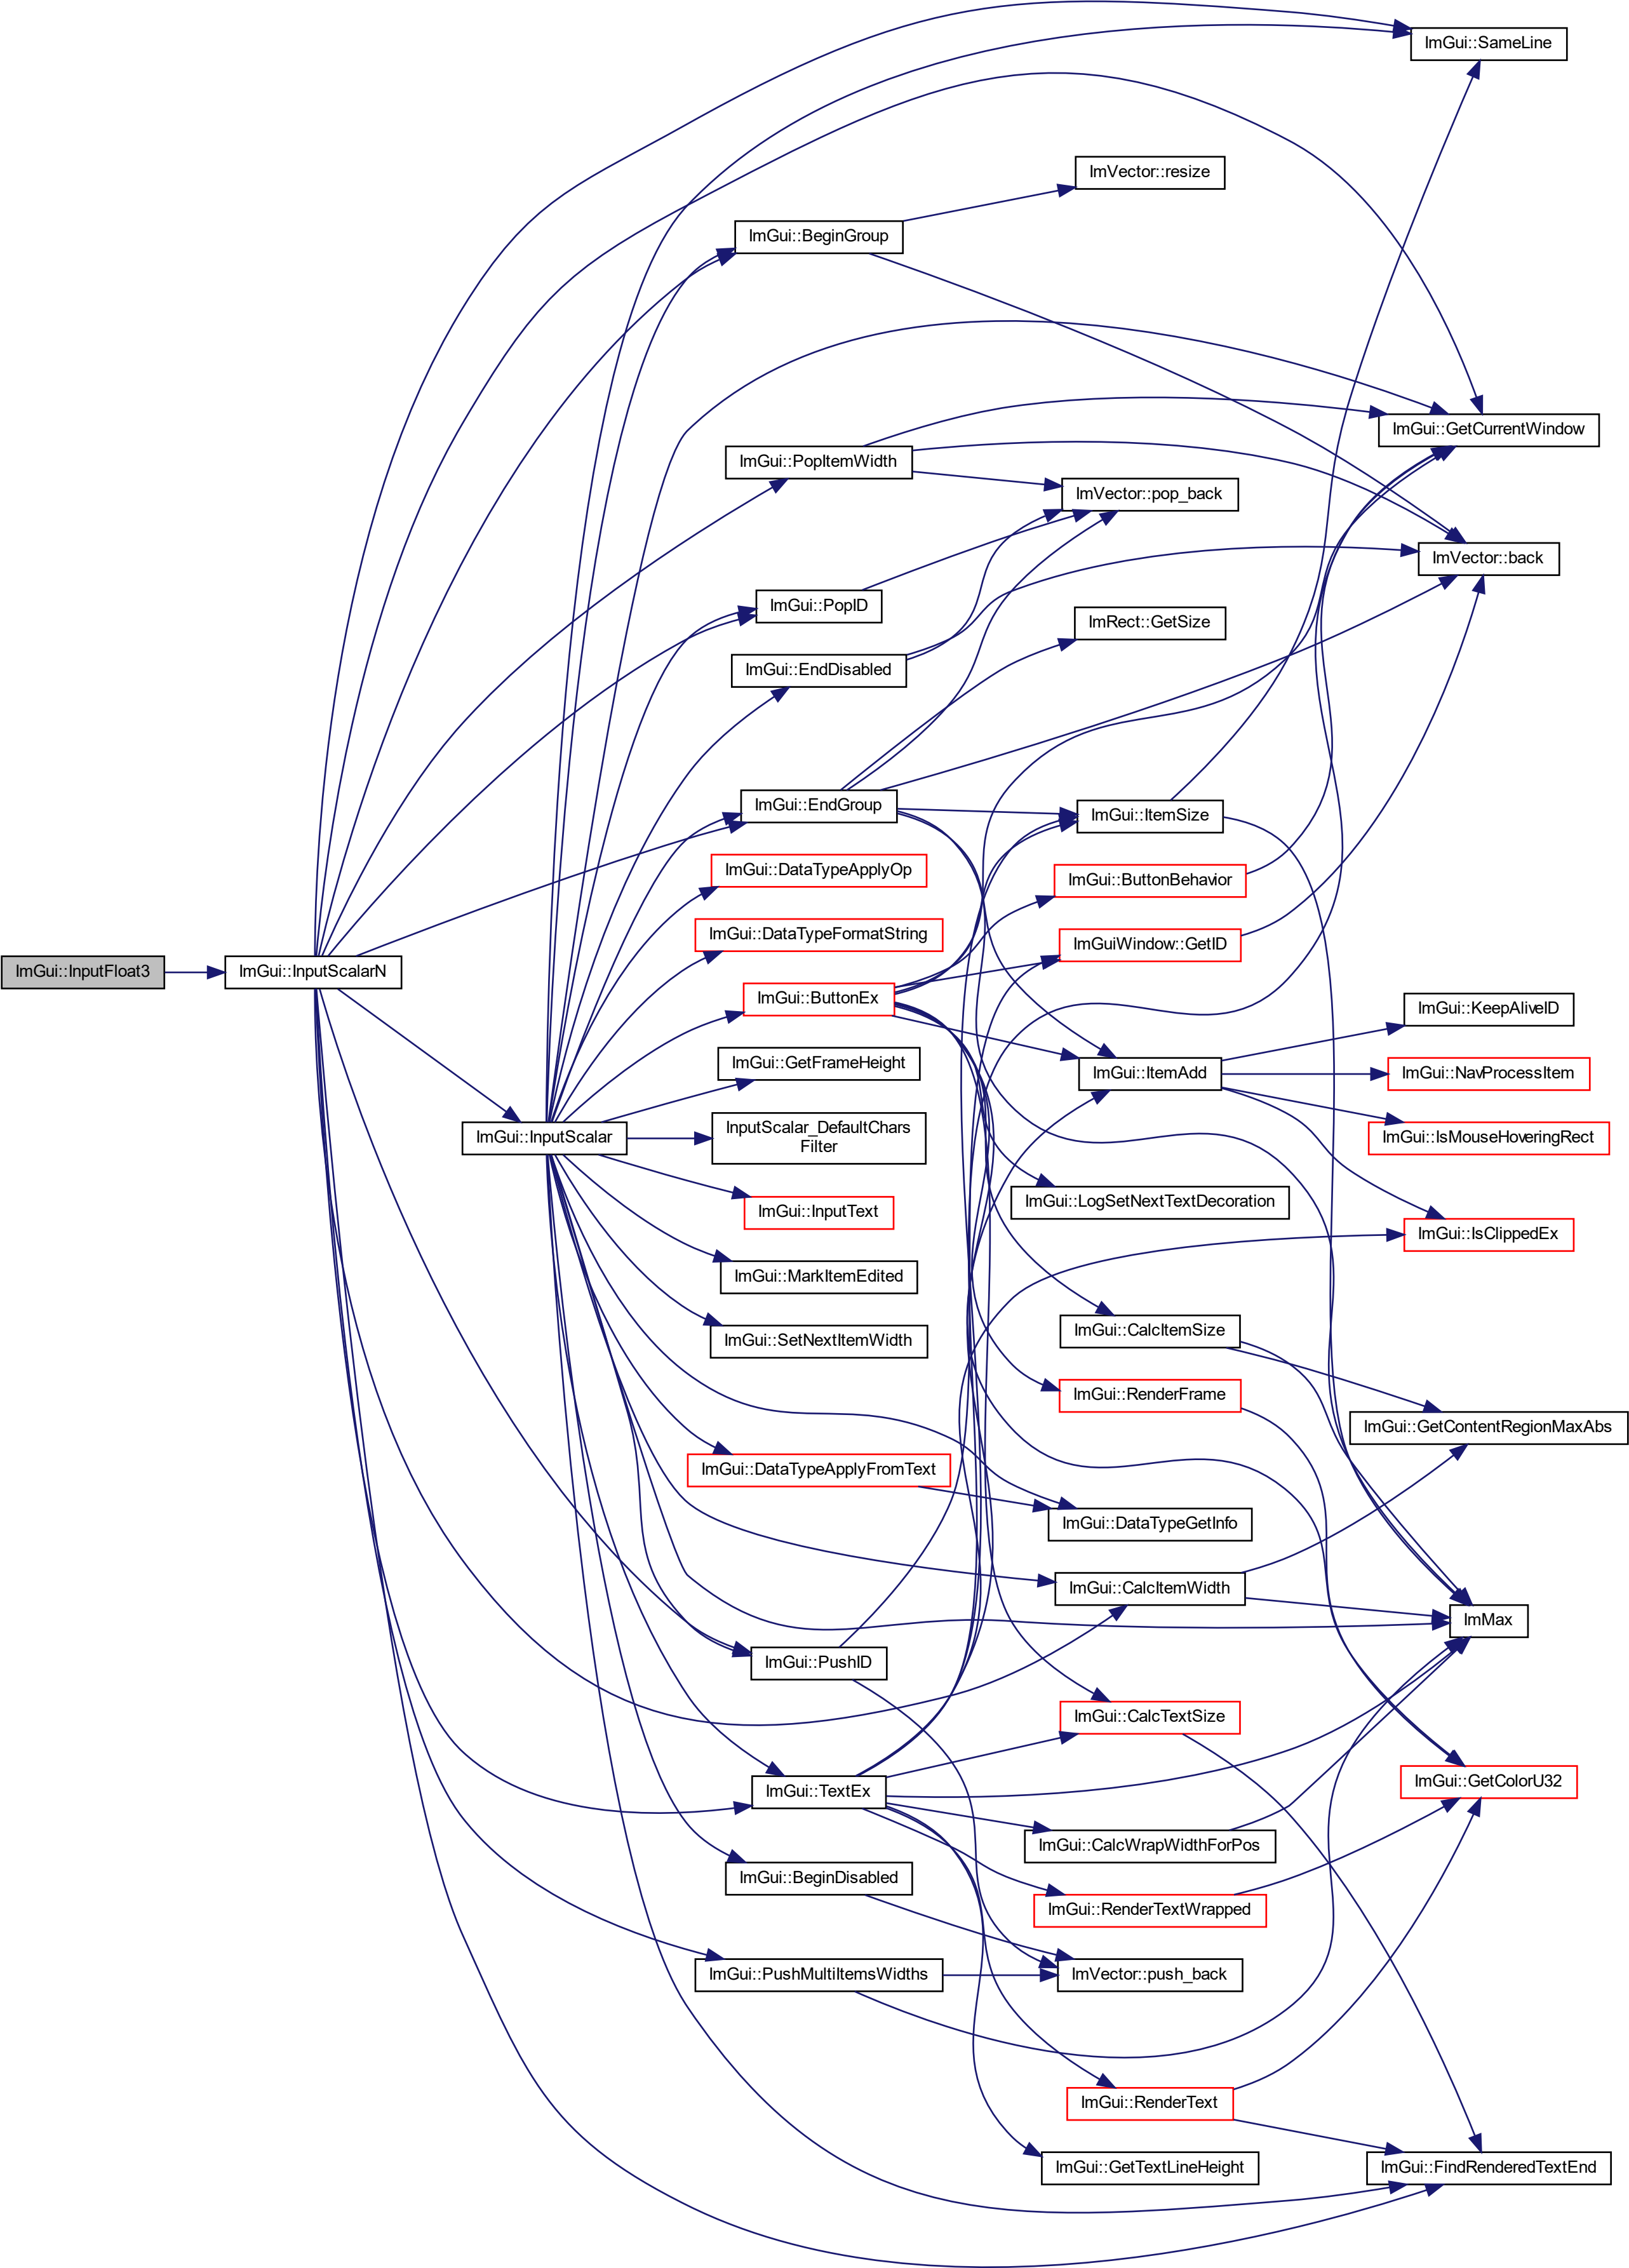 ImGui::SameLine
ImVector::resize
ImGui::BeginGroup
ImGui::GetCurrentWindow
ImGui::PopItemWidth
ImVector::pop_back
ImVector::back
ImGui::PopID
ImRect::GetSize
ImGui::EndDisabled
ImGui::EndGroup
ImGui::ItemSize
ImGui::DataTypeApplyOp
ImGui::ButtonBehavior
ImGui::DataTypeFormatString
ImGuiWindow::GetID
ImGui::InputFloat3
ImGui::InputScalarN
ImGui::ButtonEx
ImGui::KeepAliveID
ImGui::GetFrameHeight
ImGui::ItemAdd
ImGui::NavProcessItem
ImGui::InputScalar
InputScalar_DefaultChars
Filter
ImGui::IsMouseHoveringRect
ImGui::InputText
ImGui::LogSetNextTextDecoration
ImGui::IsClippedEx
ImGui::MarkItemEdited
ImGui::SetNextItemWidth
ImGui::CalcItemSize
ImGui::RenderFrame
ImGui::GetContentRegionMaxAbs
ImGui::DataTypeApplyFromText
ImGui::DataTypeGetInfo
ImGui::CalcItemWidth
ImMax
ImGui::PushID
ImGui::CalcTextSize
ImGui::TextEx
ImGui::GetColorU32
ImGui::CalcWrapWidthForPos
ImGui::BeginDisabled
ImGui::RenderTextWrapped
ImGui::PushMultiItemsWidths
ImVector::push_back
ImGui::RenderText
ImGui::GetTextLineHeight
ImGui::FindRenderedTextEnd